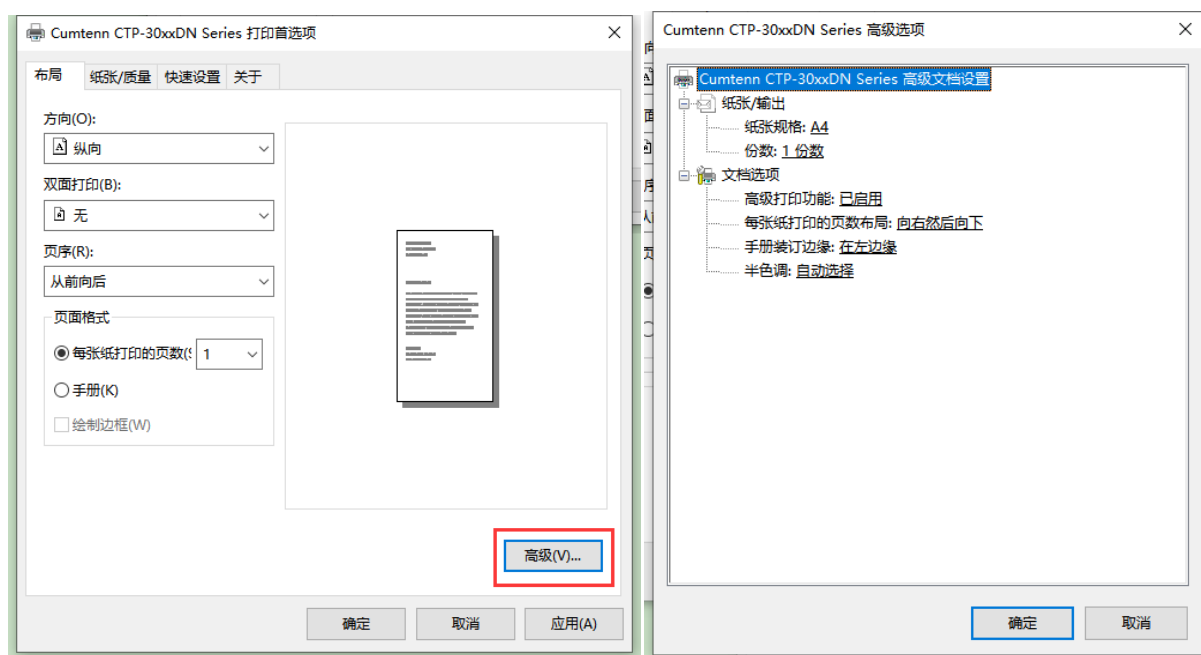 Cumtenn CTP-30xxDN Series 打印首选项
布局 纸张/质量 快速设置 关于
方向(O):
纵向
双面打印(B):
无
页序(R):
从前向后
页面格式
每张纸打印的页数(S 1
手册(K)
绘制边框(W)
高级(V)...
确定 取消 应用(A)
Cumtenn CTP-30xxDN Series 高级选项
Cumtenn CTP-30xxDN Series 高级文档设置
纸张/输出
纸张规格: A4
份数: 1 份数
文档选项
高级打印功能: 已启用
每张纸打印的页数布局: 向右然后向下
手册装订边缘: 在左边缘
半色调: 自动选择
确定 取消